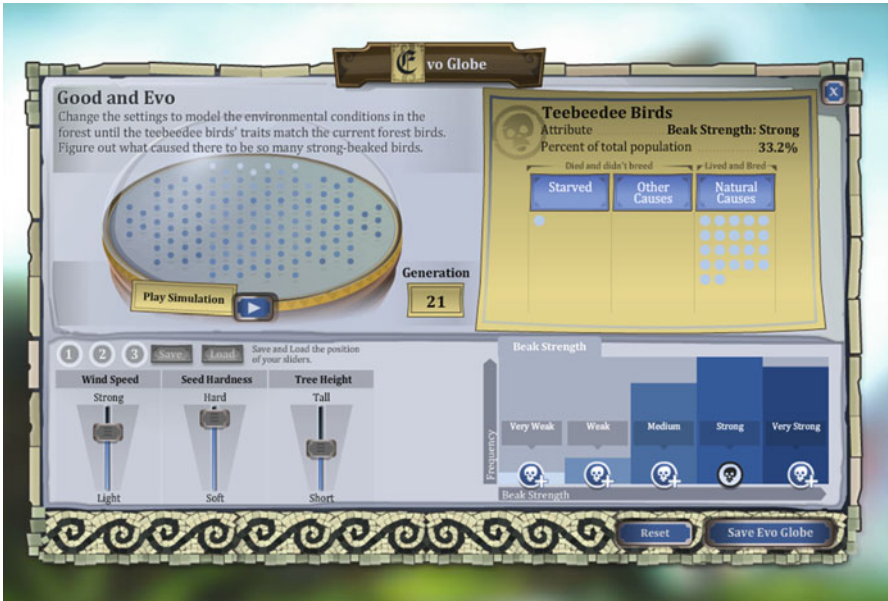 Evo Globe
X
Good and Evo
Change the settings to model the environmental conditions in the
forest until the teebeedee birds' traits match the current forest birds.
Figure out what caused there to be so many strong-beaked birds.
Play Simulation
Generation
21
Teebeedee Birds
Attribute Beak Strength: Strong
Percent of total population 33.2%
Died and didn't breed Lived and Bred
Starved
Other
Causes
Natural
Causes
1 2 3 Save Load
Save and Load the position
of your sliders.
Wind Speed Seed Hardness Tree Height
Strong Hard Tall
Light Soft Short
Beak Strength
Frequency
Very Weak Weak Medium Strong Very Strong
Beak Strength
Reset Save Evo Globe